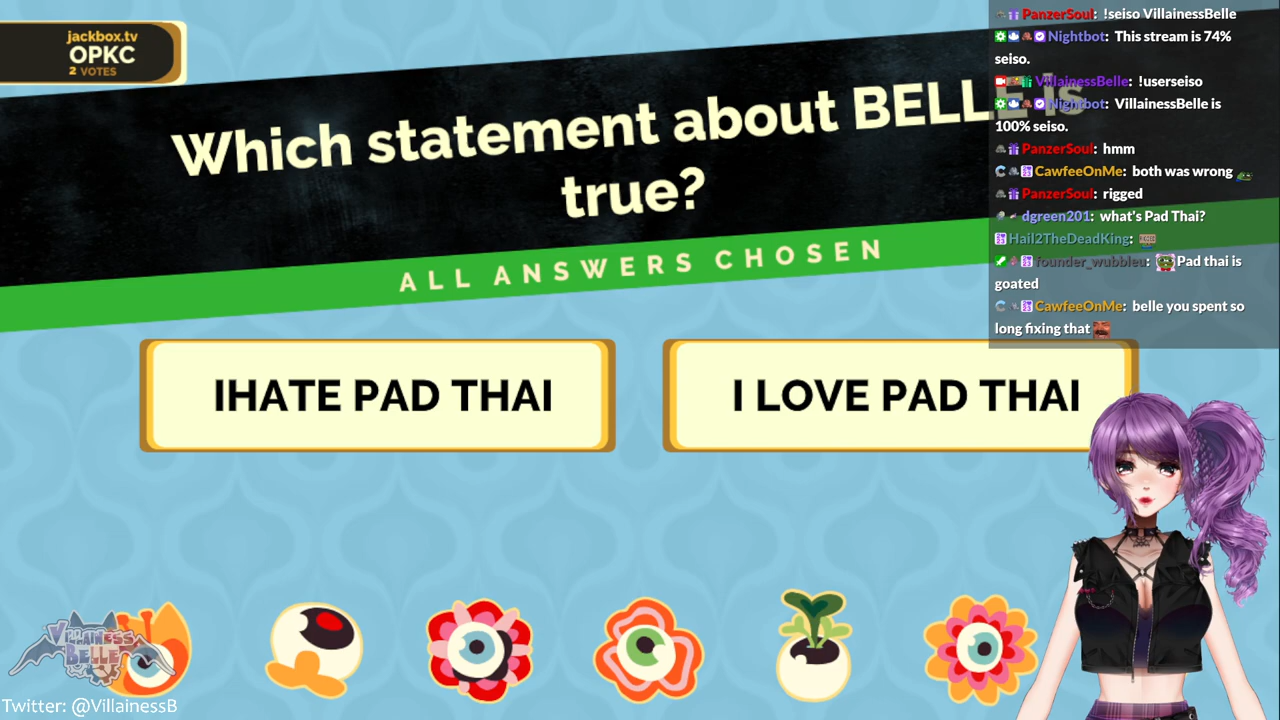 jackbox.tv
OPKC
2 VOTES
Which statement about BELLE is
true?
ALL ANSWERS CHOSEN
IHATE PAD THAI
I LOVE PAD THAI
PanzerSoul: !seiso VillainessBelle
Nightbot: This stream is 74%
seiso.
VillainessBelle: !userseiso
Nightbot: VillainessBelle is
100% seiso.
PanzerSoul: hmm
CawfeeOnMe: both was wrong
PanzerSoul: rigged
dgreen201: what's Pad Thai?
Hail2TheDeadKing:
founder_wubbleu: Pad thai is
goated
CawfeeOnMe: belle you spent so
long fixing that
VILLAINESS
BELLE
Twitter: @VillainessB